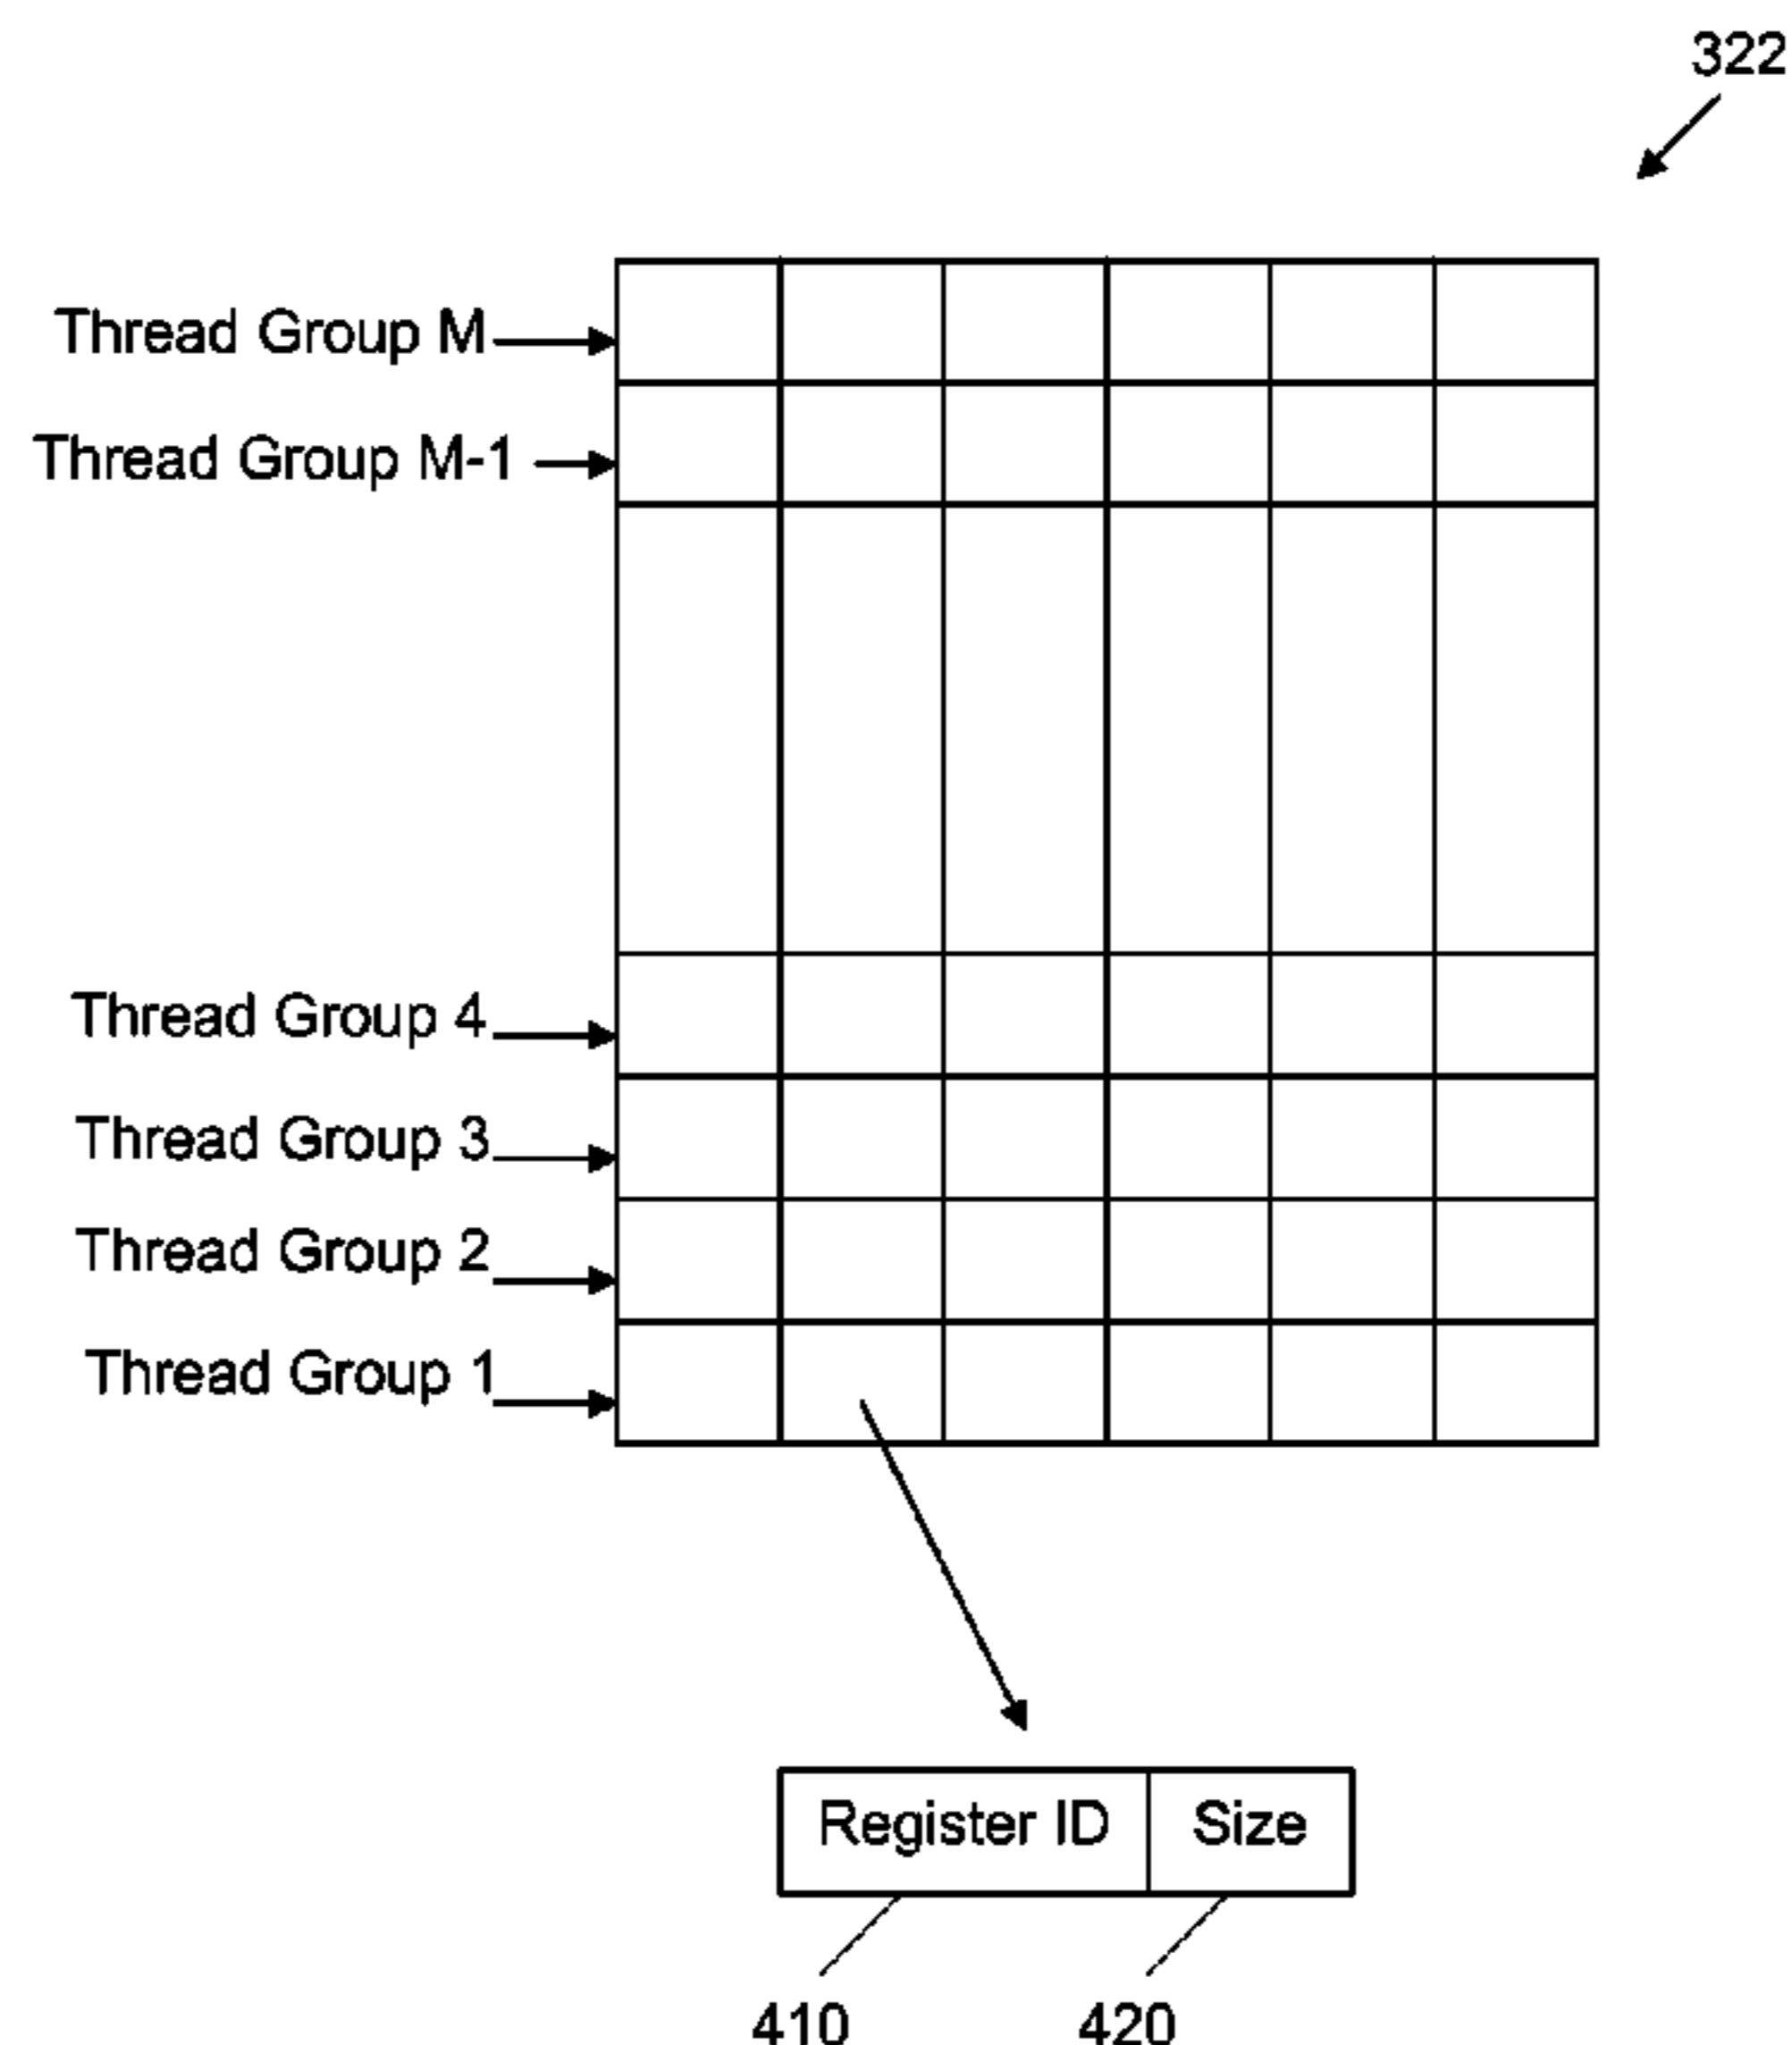 322
Thread Group M
Thread Group M-1
Thread Group 4
Thread Group 3
Thread Group 2
Thread Group 1
Register ID Size
410 420